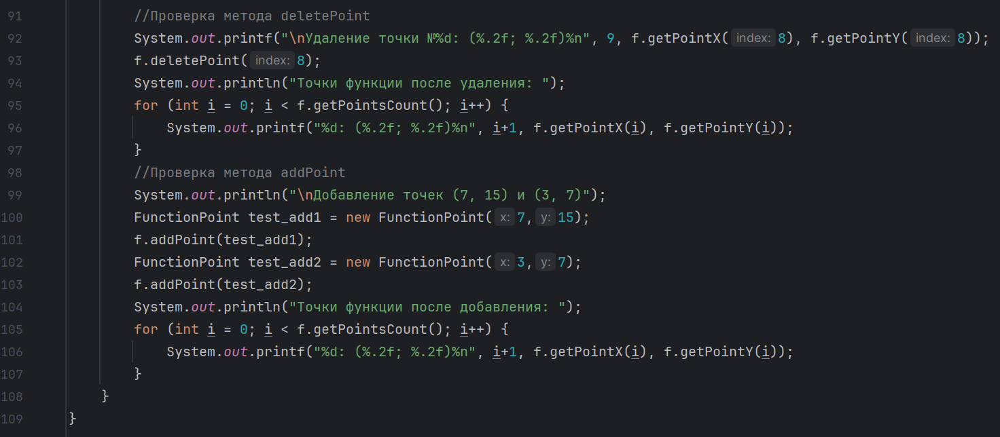 91 //Проверка метода deletePoint
92 System.out.printf("\nУдаление точки №%d: (%.2f; %.2f)%n", 9, f.getPointX( index: 8), f.getPointY( index: 8));
93 f.deletePoint( index: 8);
94 System.out.println("Точки функции после удаления: ");
95 for (int i = 0; i < f.getPointsCount(); i++) {
96 System.out.printf("%d: (%.2f; %.2f)%n", i+1, f.getPointX(i), f.getPointY(i));
97 }
98 //Проверка метода addPoint
99 System.out.println("\nДобавление точек (7, 15) и (3, 7)");
100 FunctionPoint test_add1 = new FunctionPoint( x: 7, y: 15);
101 f.addPoint(test_add1);
102 FunctionPoint test_add2 = new FunctionPoint( x: 3, y: 7);
103 f.addPoint(test_add2);
104 System.out.println("Точки функции после добавления: ");
105 for (int i = 0; i < f.getPointsCount(); i++) {
106 System.out.printf("%d: (%.2f; %.2f)%n", i+1, f.getPointX(i), f.getPointY(i));
107 }
108 }
109 }